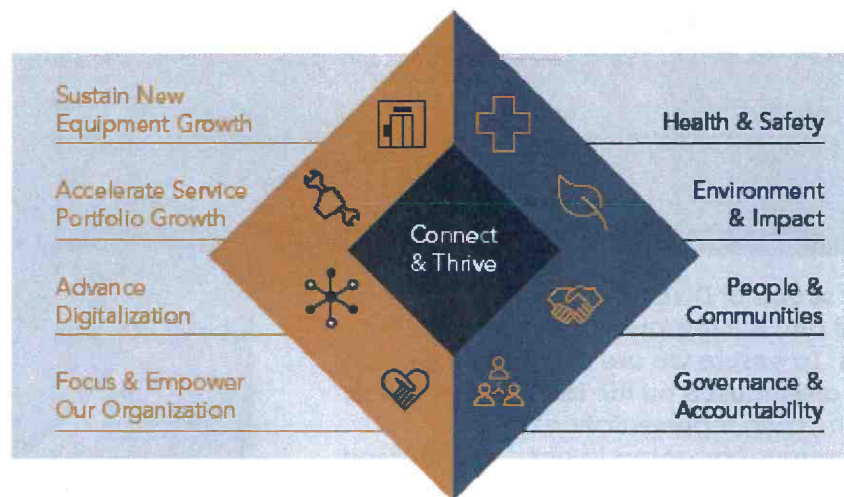 Sustain New
Equipment Growth
Accelerate Service
Portfolio Growth
Advance
Digitalization
Focus & Empower
Our Organization
Connect
& Thrive
Health & Safety
Environment
& Impact
People &
Communities
Governance &
Accountability